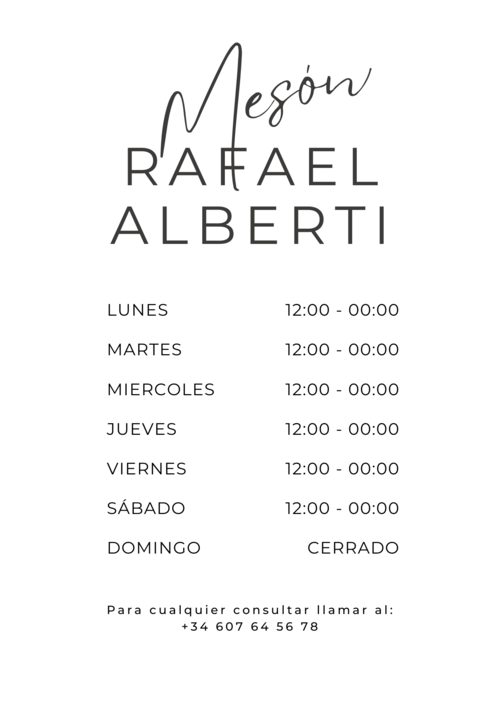 Mesón
RAFAEL
ALBERTI
LUNES 12:00 - 00:00
MARTES 12:00 - 00:00
MIERCOLES 12:00 - 00:00
JUEVES 12:00 - 00:00
VIERNES 12:00 - 00:00
SÁBADO 12:00 - 00:00
DOMINGO CERRADO
Para cualquier consultar llamar al:
+34 607 64 56 78